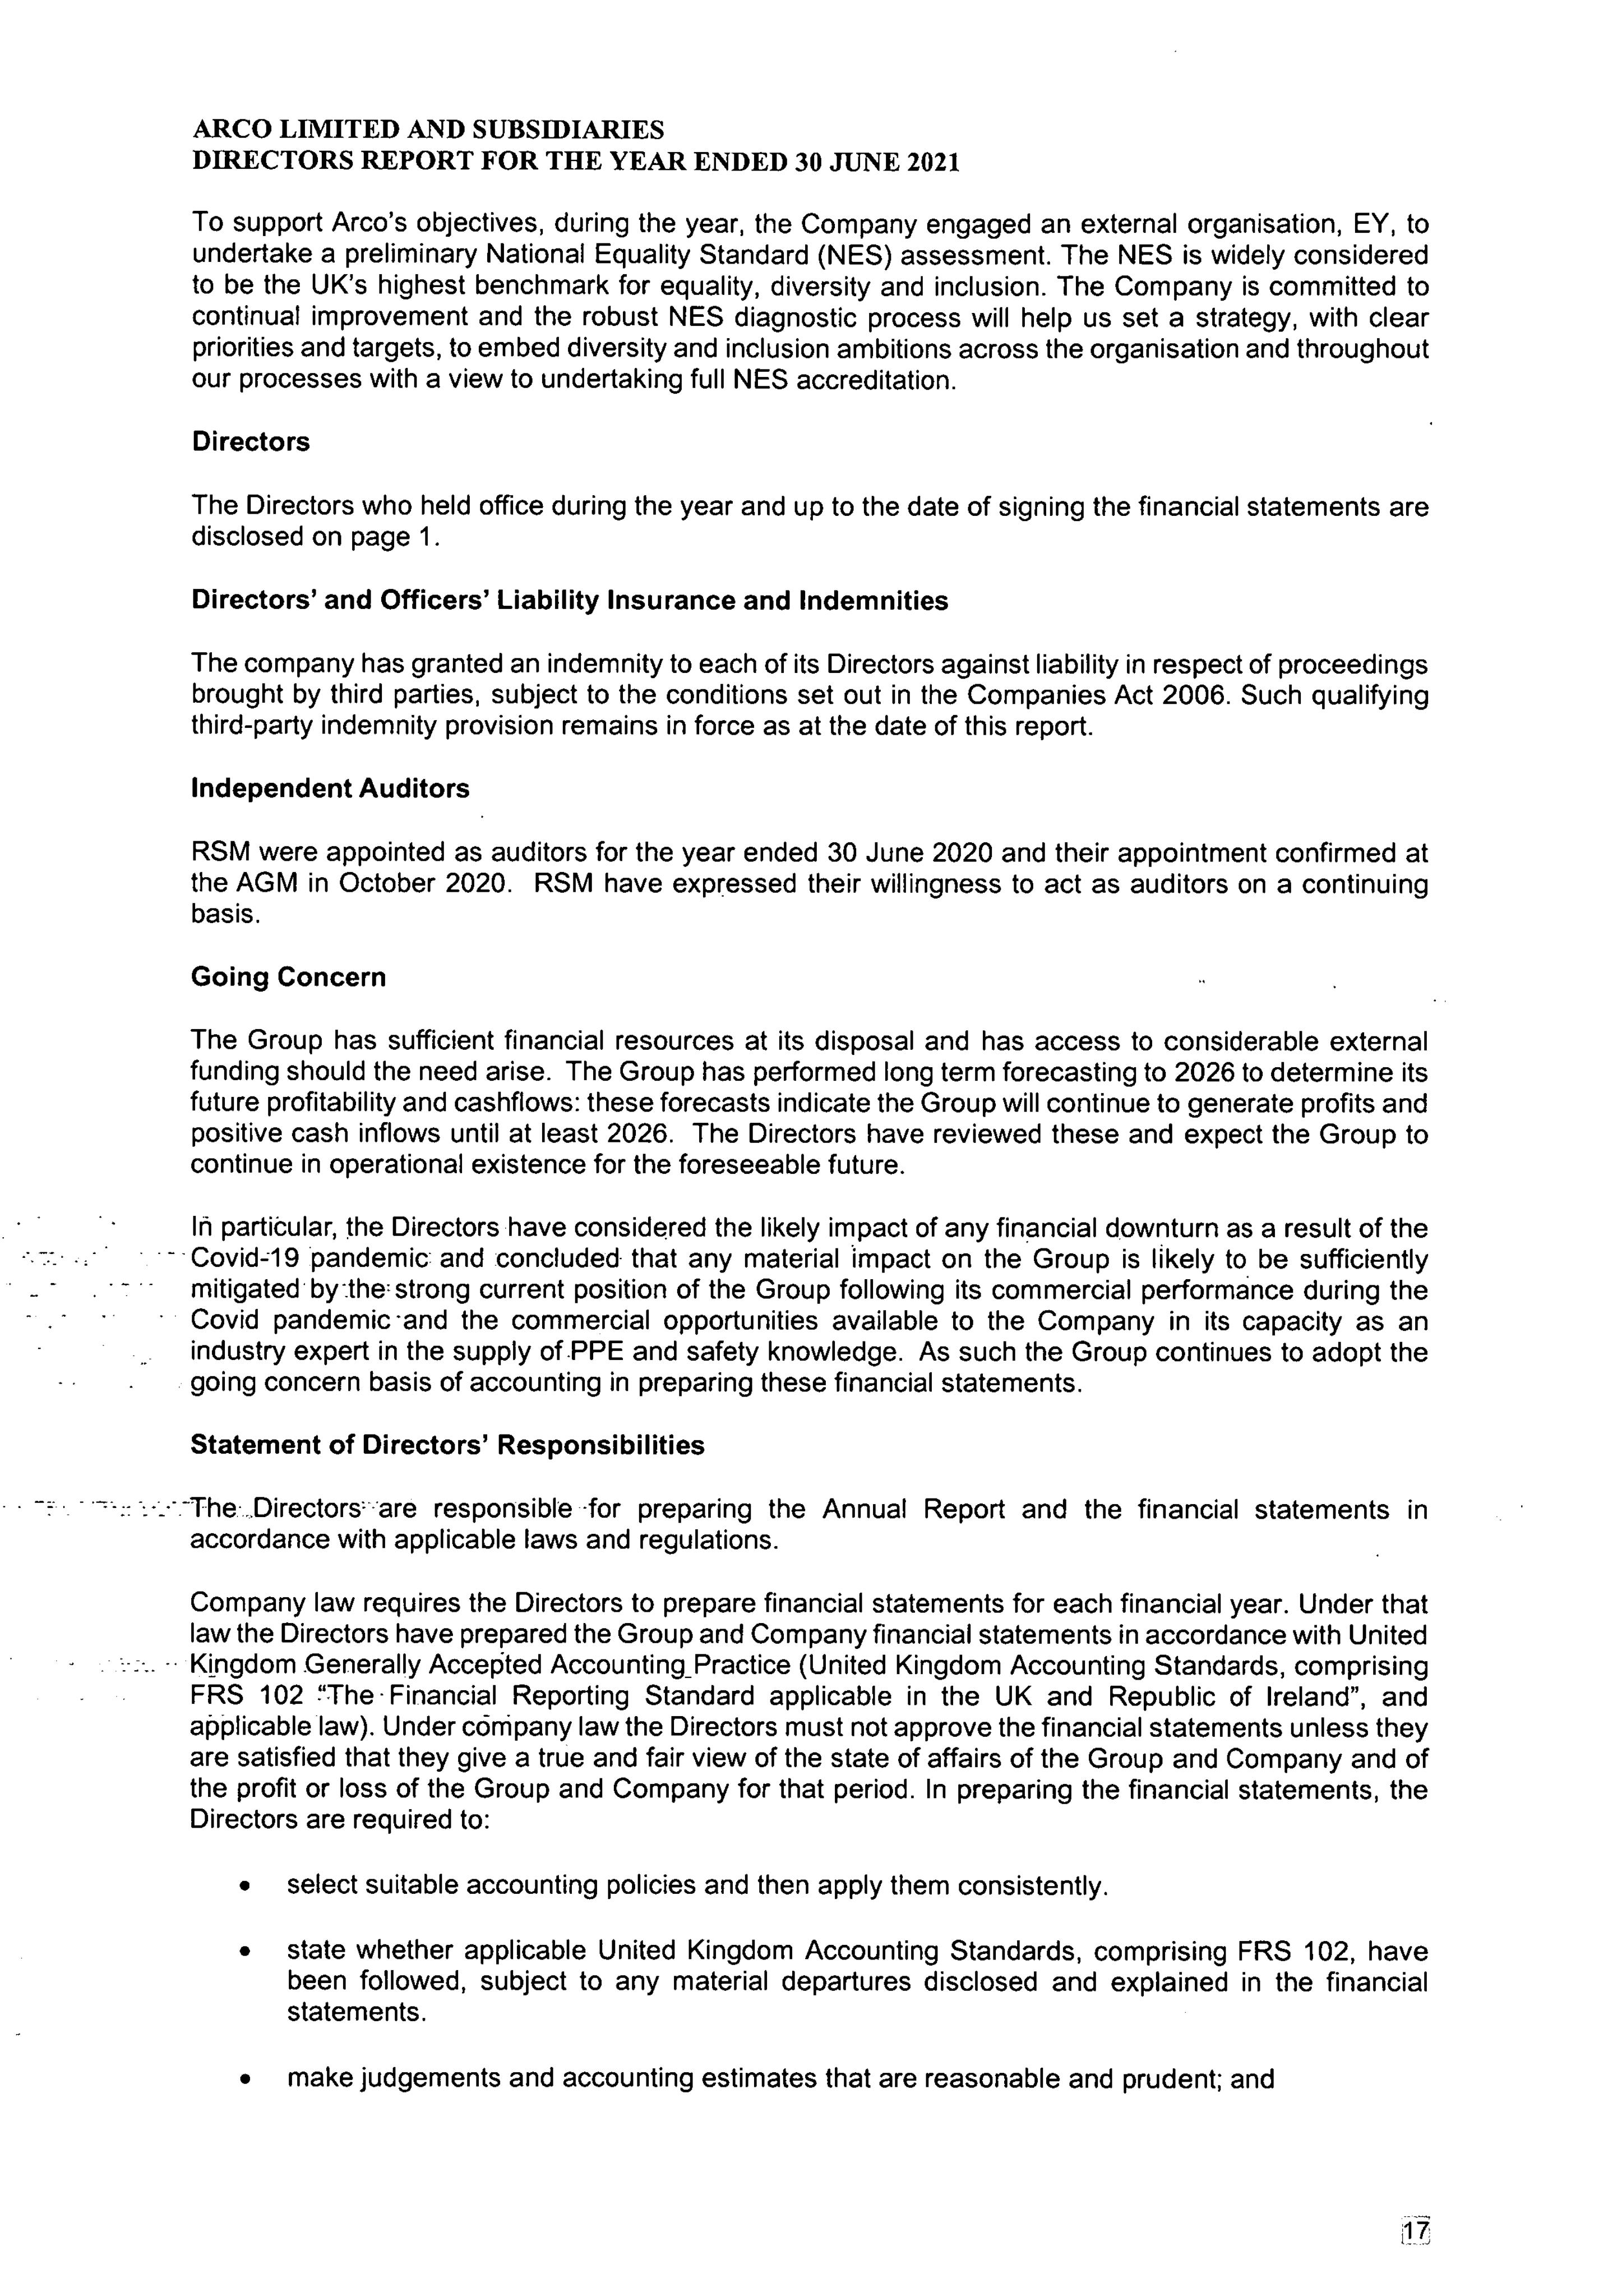 ARCO LIMITED AND SUBSIDIARIES
DIRECTORS REPORT FOR THE YEAR ENDED 30 JUNE 2021
To support Arco's objectives, during the year, the Company engaged an external organisation, EY, to
undertake a preliminary National Equality Standard (NES) assessment. The NES is widely considered
to be the UK's highest benchmark for equality, diversity and inclusion. The Company is committed to
continual improvement and the robust NES diagnostic process will help us set a strategy, with clear
priorities and targets, to embed diversity and inclusion ambitions across the organisation and throughout
our processes with a view to undertaking full NES accreditation.
Directors
The Directors who held office during the year and up to the date of signing the financial statements are
disclosed on page 1.
Directors' and Officers' Liability Insurance and Indemnities
The company has granted an indemnity to each of its Directors against liability in respect of proceedings
brought by third parties, subject to the conditions set out in the Companies Act 2006. Such qualifying
third-party indemnity provision remains in force as at the date of this report.
Independent Auditors
RSM were appointed as auditors for the year ended 30 June 2020 and their appointment confirmed at
the AGM in October 2020. RSM have expressed their willingness to act as auditors on a continuing
basis.
Going Concern
The Group has sufficient financial resources at its disposal and has access to considerable external
funding should the need arise. The Group has performed long term forecasting to 2026 to determine its
future profitability and cashflows: these forecasts indicate the Group will continue to generate profits and
positive cash inflows until at least 2026. The Directors have reviewed these and expect the Group to
continue in operational existence for the foreseeable future.
In particular, the Directors have considered the likely impact of any financial downturn as a result of the
Covid-19 pandemic and concluded that any material impact on the Group is likely to be sufficiently
mitigated by the strong current position of the Group following its commercial performance during the
Covid pandemic and the commercial opportunities available to the Company in its capacity as an
industry expert in the supply of PPE and safety knowledge. As such the Group continues to adopt the
going concern basis of accounting in preparing these financial statements.
Statement of Directors' Responsibilities
The Directors are responsible for preparing the Annual Report and the financial statements in
accordance with applicable laws and regulations.
Company law requires the Directors to prepare financial statements for each financial year. Under that
law the Directors have prepared the Group and Company financial statements in accordance with United
Kingdom Generally Accepted Accounting Practice (United Kingdom Accounting Standards, comprising
FRS 102 "The Financial Reporting Standard applicable in the UK and Republic of Ireland", and
applicable law). Under company law the Directors must not approve the financial statements unless they
are satisfied that they give a true and fair view of the state of affairs of the Group and Company and of
the profit or loss of the Group and Company for that period. In preparing the financial statements, the
Directors are required to:
• select suitable accounting policies and then apply them consistently.
• state whether applicable United Kingdom Accounting Standards, comprising FRS 102, have
been followed, subject to any material departures disclosed and explained in the financial
statements.
• make judgements and accounting estimates that are reasonable and prudent; and
17